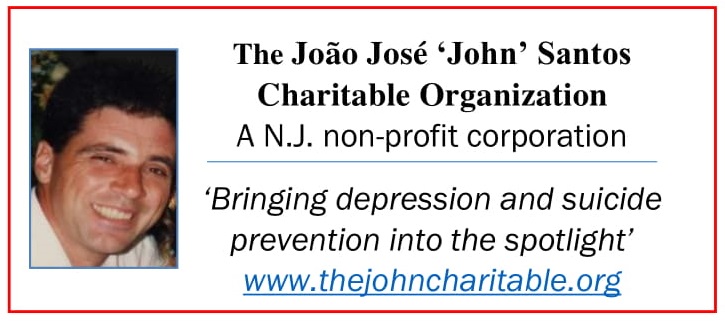 The João José ‘John’ Santos
Charitable Organization
A N.J. non-profit corporation
‘Bringing depression and suicide
prevention into the spotlight’
www.thejohncharitable.org